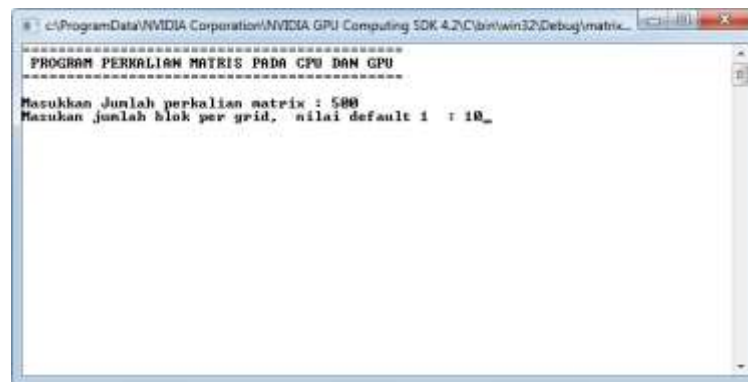 c:\ProgramData\NVIDIA Corporation\NVIDIA GPU Computing SDK 4.2\C\bin\win32\Debug\matrix...
==========================================
PROGRAM PERKALIAN MATRIS PADA CPU DAN GPU
==========================================
Masukkan Jumlah perkalian matrix : 500
Masukan jumlah blok per grid, nilai default 1 : 10_